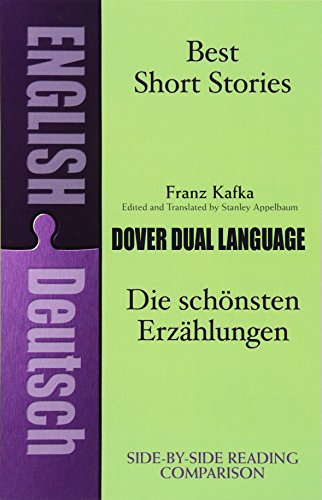 ENGLISH
Deutsch
Best
Short Stories
Franz Kafka
Edited and Translated by Stanley Appelbaum
DOVER DUAL LANGUAGE
Die schönsten
Erzählungen
SIDE-BY-SIDE READING
COMPARISON